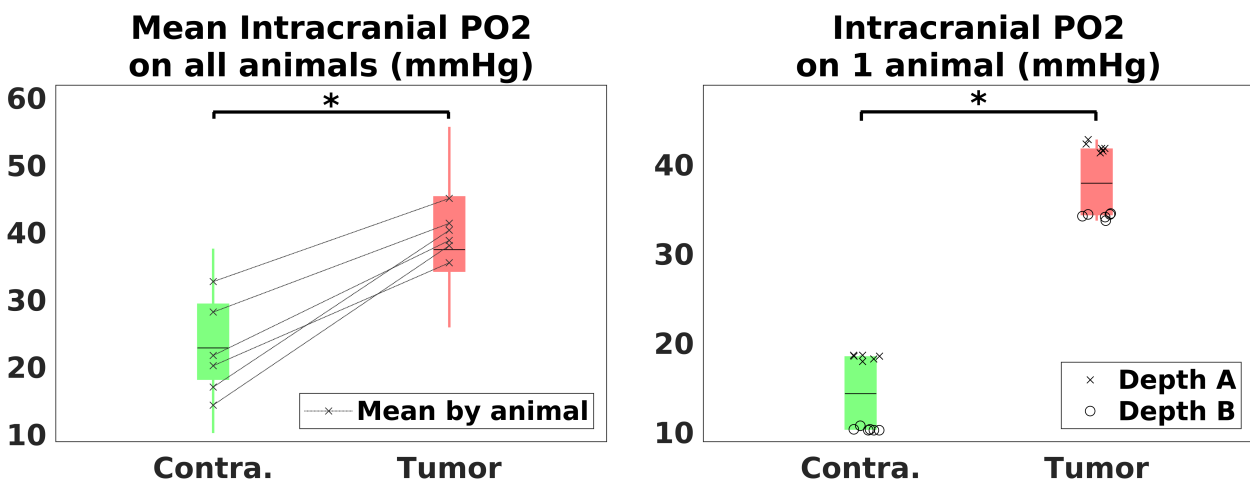 Mean Intracranial PO2
on all animals (mmHg)
*
60
50
40
30
20
10
Contra.
Tumor
Mean by animal
Intracranial PO2
on 1 animal (mmHg)
*
40
30
20
10
Contra.
Tumor
Depth A
Depth B